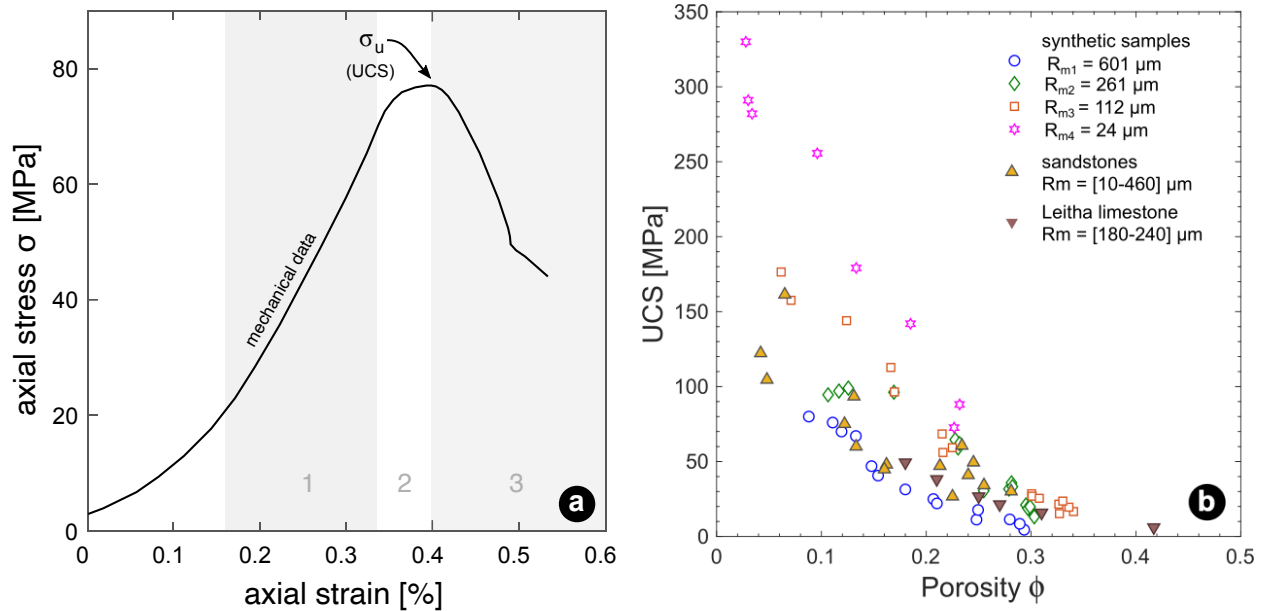 80
60
40
20
0
0
0.1
0.2
0.3
0.4
0.5
0.6
axial stress σ [MPa]
axial strain [%]
σu
(UCS)
mechanical data
1
2
3
a
350
300
250
200
150
100
50
0
0
0.1
0.2
0.3
0.4
0.5
UCS [MPa]
Porosity ϕ
synthetic samples
Rm1 = 601 µm
Rm2 = 261 µm
Rm3 = 112 µm
Rm4 = 24 µm
sandstones
Rm = [10-460] µm
Leitha limestone
Rm = [180-240] µm
b